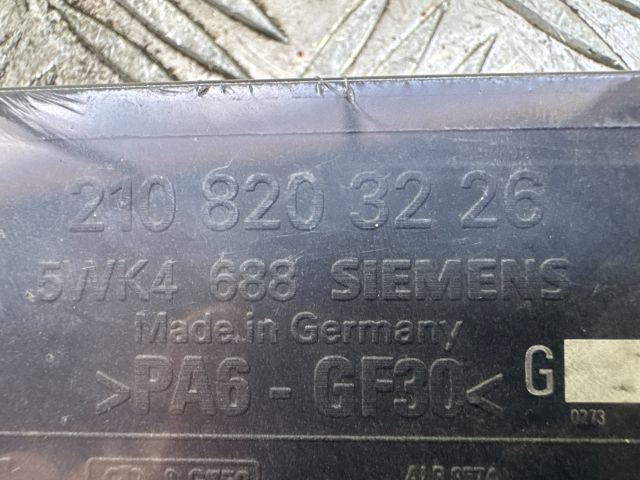 210 820 32 26
5WK4 688 SIEMENS
Made in Germany
>PA6 - GF30<
G
0273